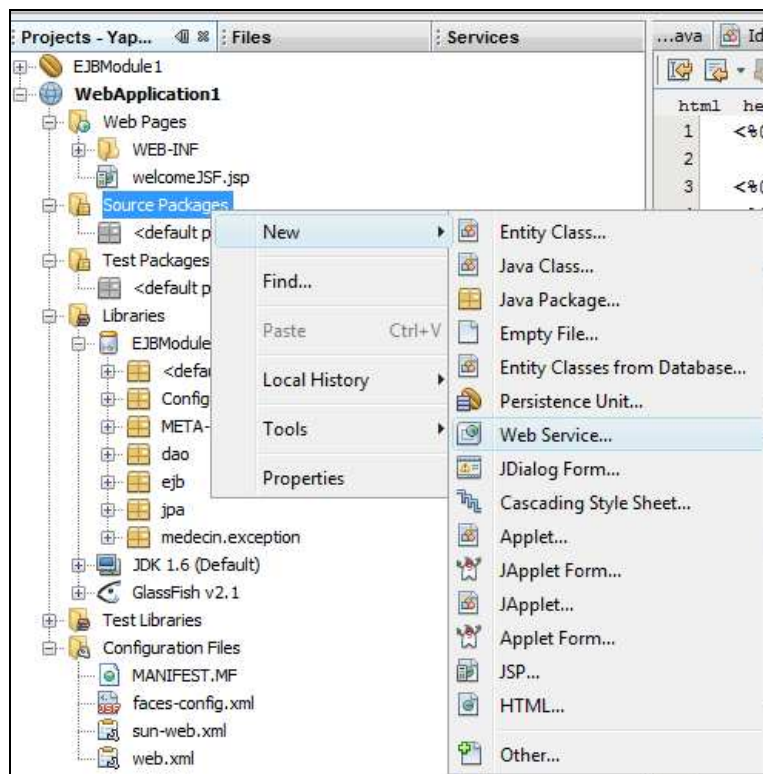 Projects - Yap...
Files
Services
...ava
Id
EJBModule1
WebApplication1
Web Pages
WEB-INF
welcomeJSF.jsp
Source Packages
<default p
Test Packages
<default p
Libraries
EJBModule
<defau
Config
META-
dao
ejb
jpa
medecin.exception
JDK 1.6 (Default)
GlassFish v2.1
Test Libraries
Configuration Files
MANIFEST.MF
faces-config.xml
sun-web.xml
web.xml
New
Find...
Paste Ctrl+V
Local History
Tools
Properties
Entity Class...
Java Class...
Java Package...
Empty File...
Entity Classes from Database...
Persistence Unit...
Web Service...
JDialog Form...
Cascading Style Sheet...
Applet...
JApplet Form...
JApplet...
Applet Form...
JSP...
HTML...
Other...
html he
1 <%
2
3 <%